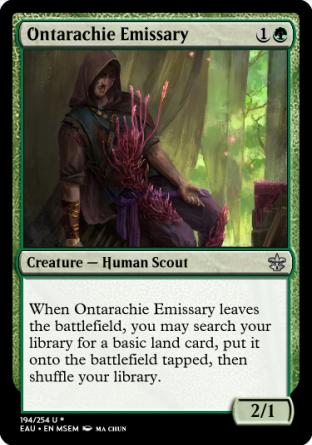 Ontarachie Emissary 1
Creature — Human Scout
When Ontarachie Emissary leaves
the battlefield, you may search your
library for a basic land card, put it
onto the battlefield tapped, then
shuffle your library.
2/1
194/254 U *
EAU • EN MSEM MA CHUN